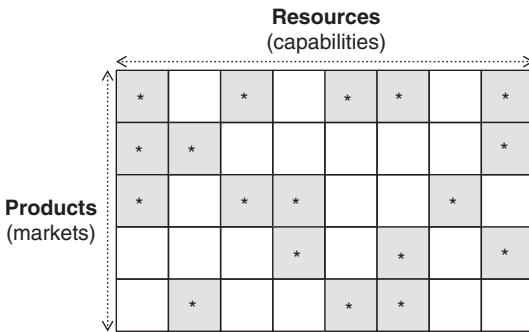 Resources
(capabilities)
* * * * *
* * *
Products
(markets)
* * * *
* * *
* * *